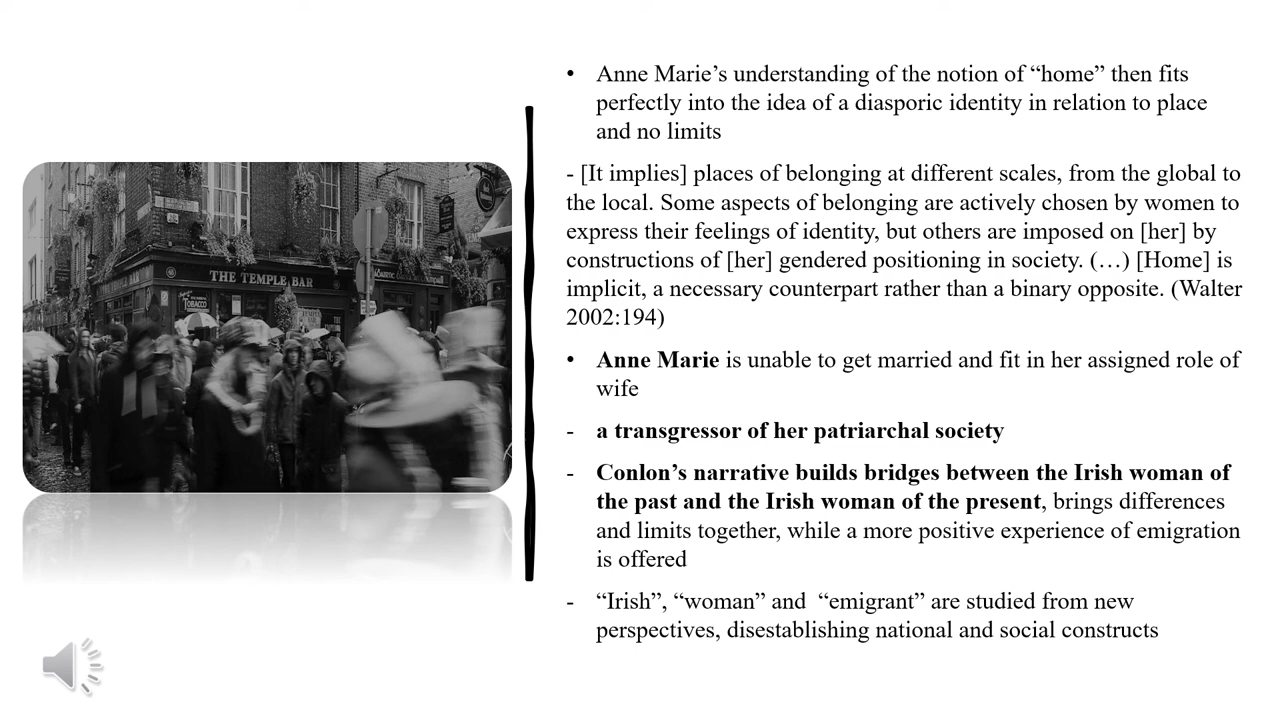 THE TEMPLE BAR
TOBACCO
• Anne Marie’s understanding of the notion of “home” then fits
perfectly into the idea of a diasporic identity in relation to place
and no limits
- [It implies] places of belonging at different scales, from the global to
the local. Some aspects of belonging are actively chosen by women to
express their feelings of identity, but others are imposed on [her] by
constructions of [her] gendered positioning in society. (…) [Home] is
implicit, a necessary counterpart rather than a binary opposite. (Walter
2002:194)
• Anne Marie is unable to get married and fit in her assigned role of
wife
- a transgressor of her patriarchal society
- Conlon’s narrative builds bridges between the Irish woman of
the past and the Irish woman of the present, brings differences
and limits together, while a more positive experience of emigration
is offered
- “Irish”, “woman” and  “emigrant” are studied from new
perspectives, disestablishing national and social constructs